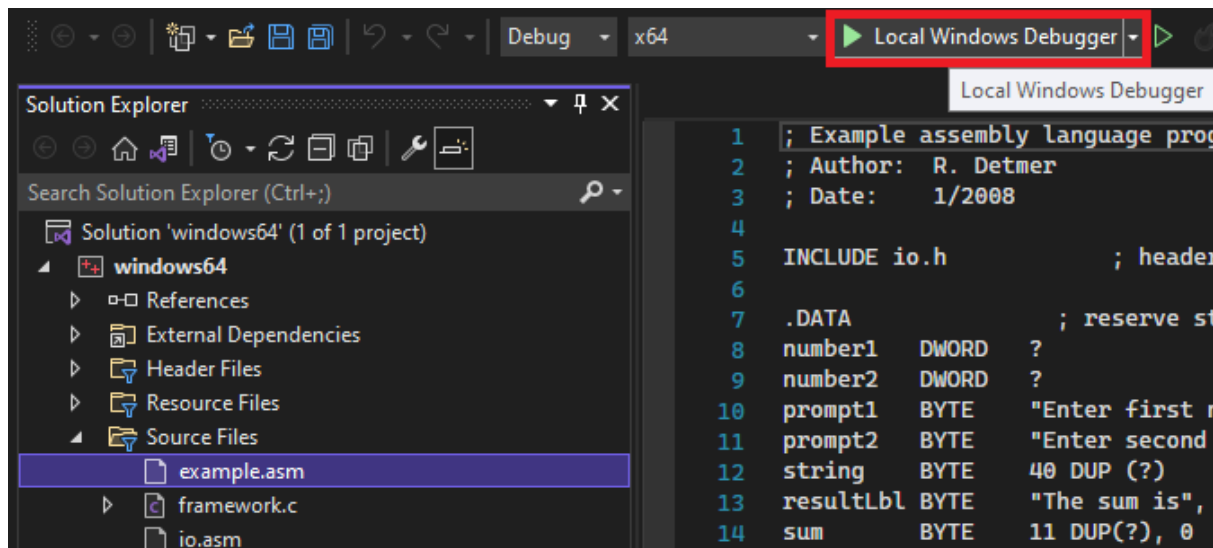 Debug x64 Local Windows Debugger
Local Windows Debugger
Solution Explorer
Search Solution Explorer (Ctrl+;)
Solution 'windows64' (1 of 1 project)
windows64
References
External Dependencies
Header Files
Resource Files
Source Files
example.asm
framework.c
io.asm
1 ; Example assembly language prog
2 ; Author: R. Detmer
3 ; Date: 1/2008
4
5 INCLUDE io.h ; header
6
7 .DATA ; reserve st
8 number1 DWORD ?
9 number2 DWORD ?
10 prompt1 BYTE "Enter first n
11 prompt2 BYTE "Enter second
12 string BYTE 40 DUP (?)
13 resultLbl BYTE "The sum is",
14 sum BYTE 11 DUP(?), 0